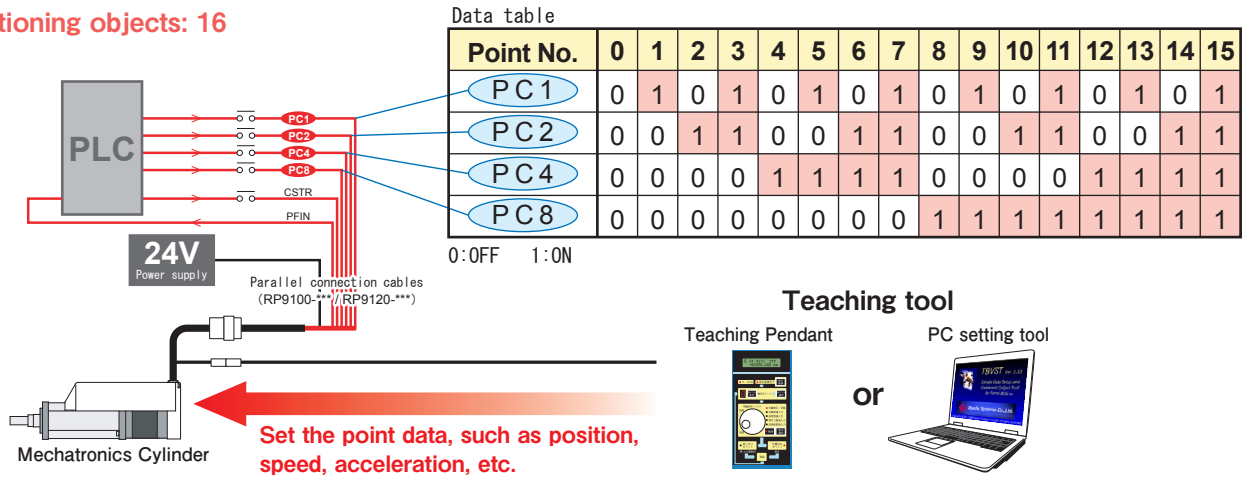 tioning objects: 16
Data table
Point No. 0 1 2 3 4 5 6 7 8 9 10 11 12 13 14 15
PC1 0 1 0 1 0 1 0 1 0 1 0 1 0 1 0 1
PC2 0 0 1 1 0 0 1 1 0 0 1 1 0 0 1 1
PC4 0 0 0 0 1 1 1 1 0 0 0 0 1 1 1 1
PC8 0 0 0 0 0 0 0 0 1 1 1 1 1 1 1 1
0:OFF 1:ON
PLC
PC1
PC2
PC4
PC8
CSTR
PFIN
24V
Power supply
Parallel connection cables
(RP9100-***/RP9120-***)
Mechatronics Cylinder
Set the point data, such as position,
speed, acceleration, etc.
Teaching tool
Teaching Pendant
or
PC setting tool
TBVST